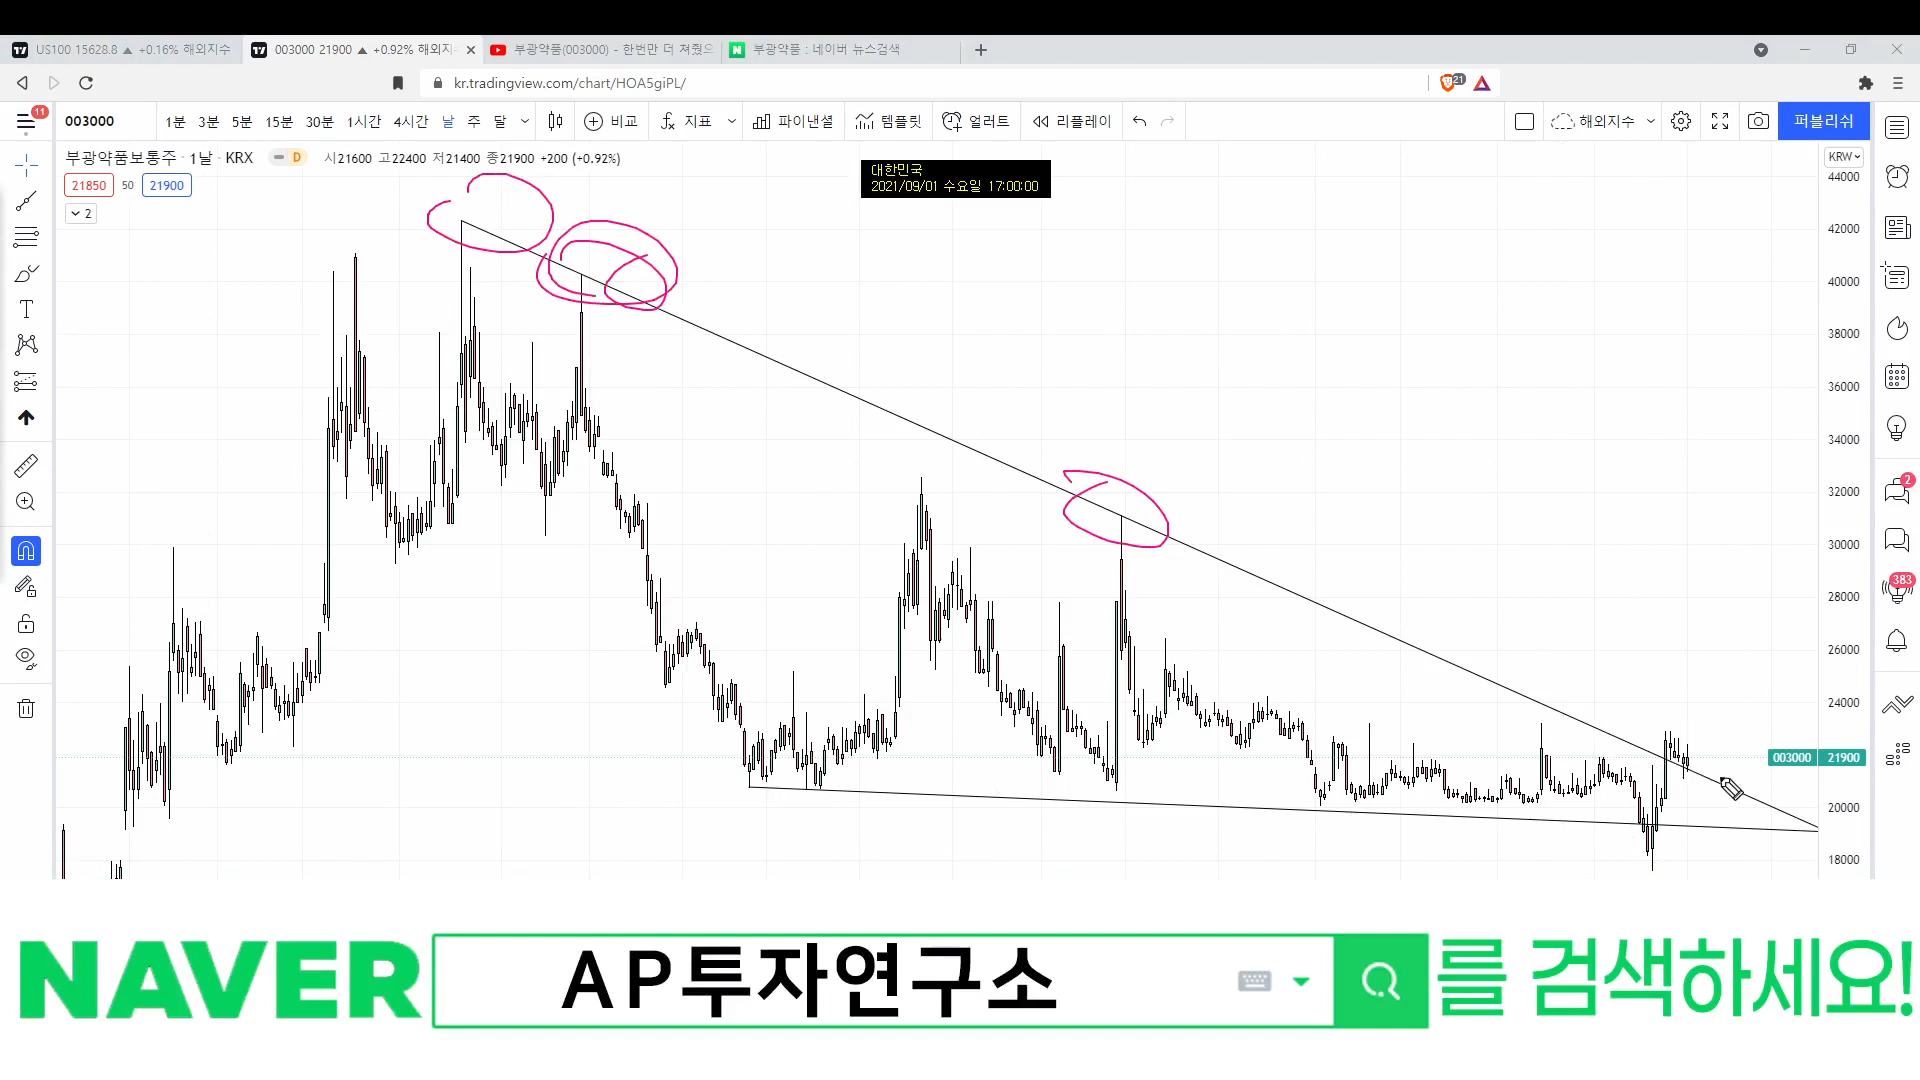 US100 15628.8 ▲ +0.16% 해외지수
003000 21900 ▲ +0.92% 해외지
부광약품(003000) - 한번만 더 져줬으
부광약품 : 네이버 뉴스검색
kr.tradingview.com/chart/HOA5giPL/
21
11
003000
1분 3분 5분 15분 30분 1시간 4시간 날 주 달
비교
지표
파이낸셜
템플릿
얼러트
리플레이
해외지수
퍼블리쉬
부광약품보통주 · 1날 · KRX
D
시21600 고22400 저21400 종21900 +200 (+0.92%)
21850 50 21900
2
대한민국
2021/09/01 수요일 17:00:00
KRW
44000
42000
40000
38000
36000
34000
32000
30000
28000
26000
24000
003000 21900
20000
18000
2
383
NAVER AP투자연구소 를 검색하세요!